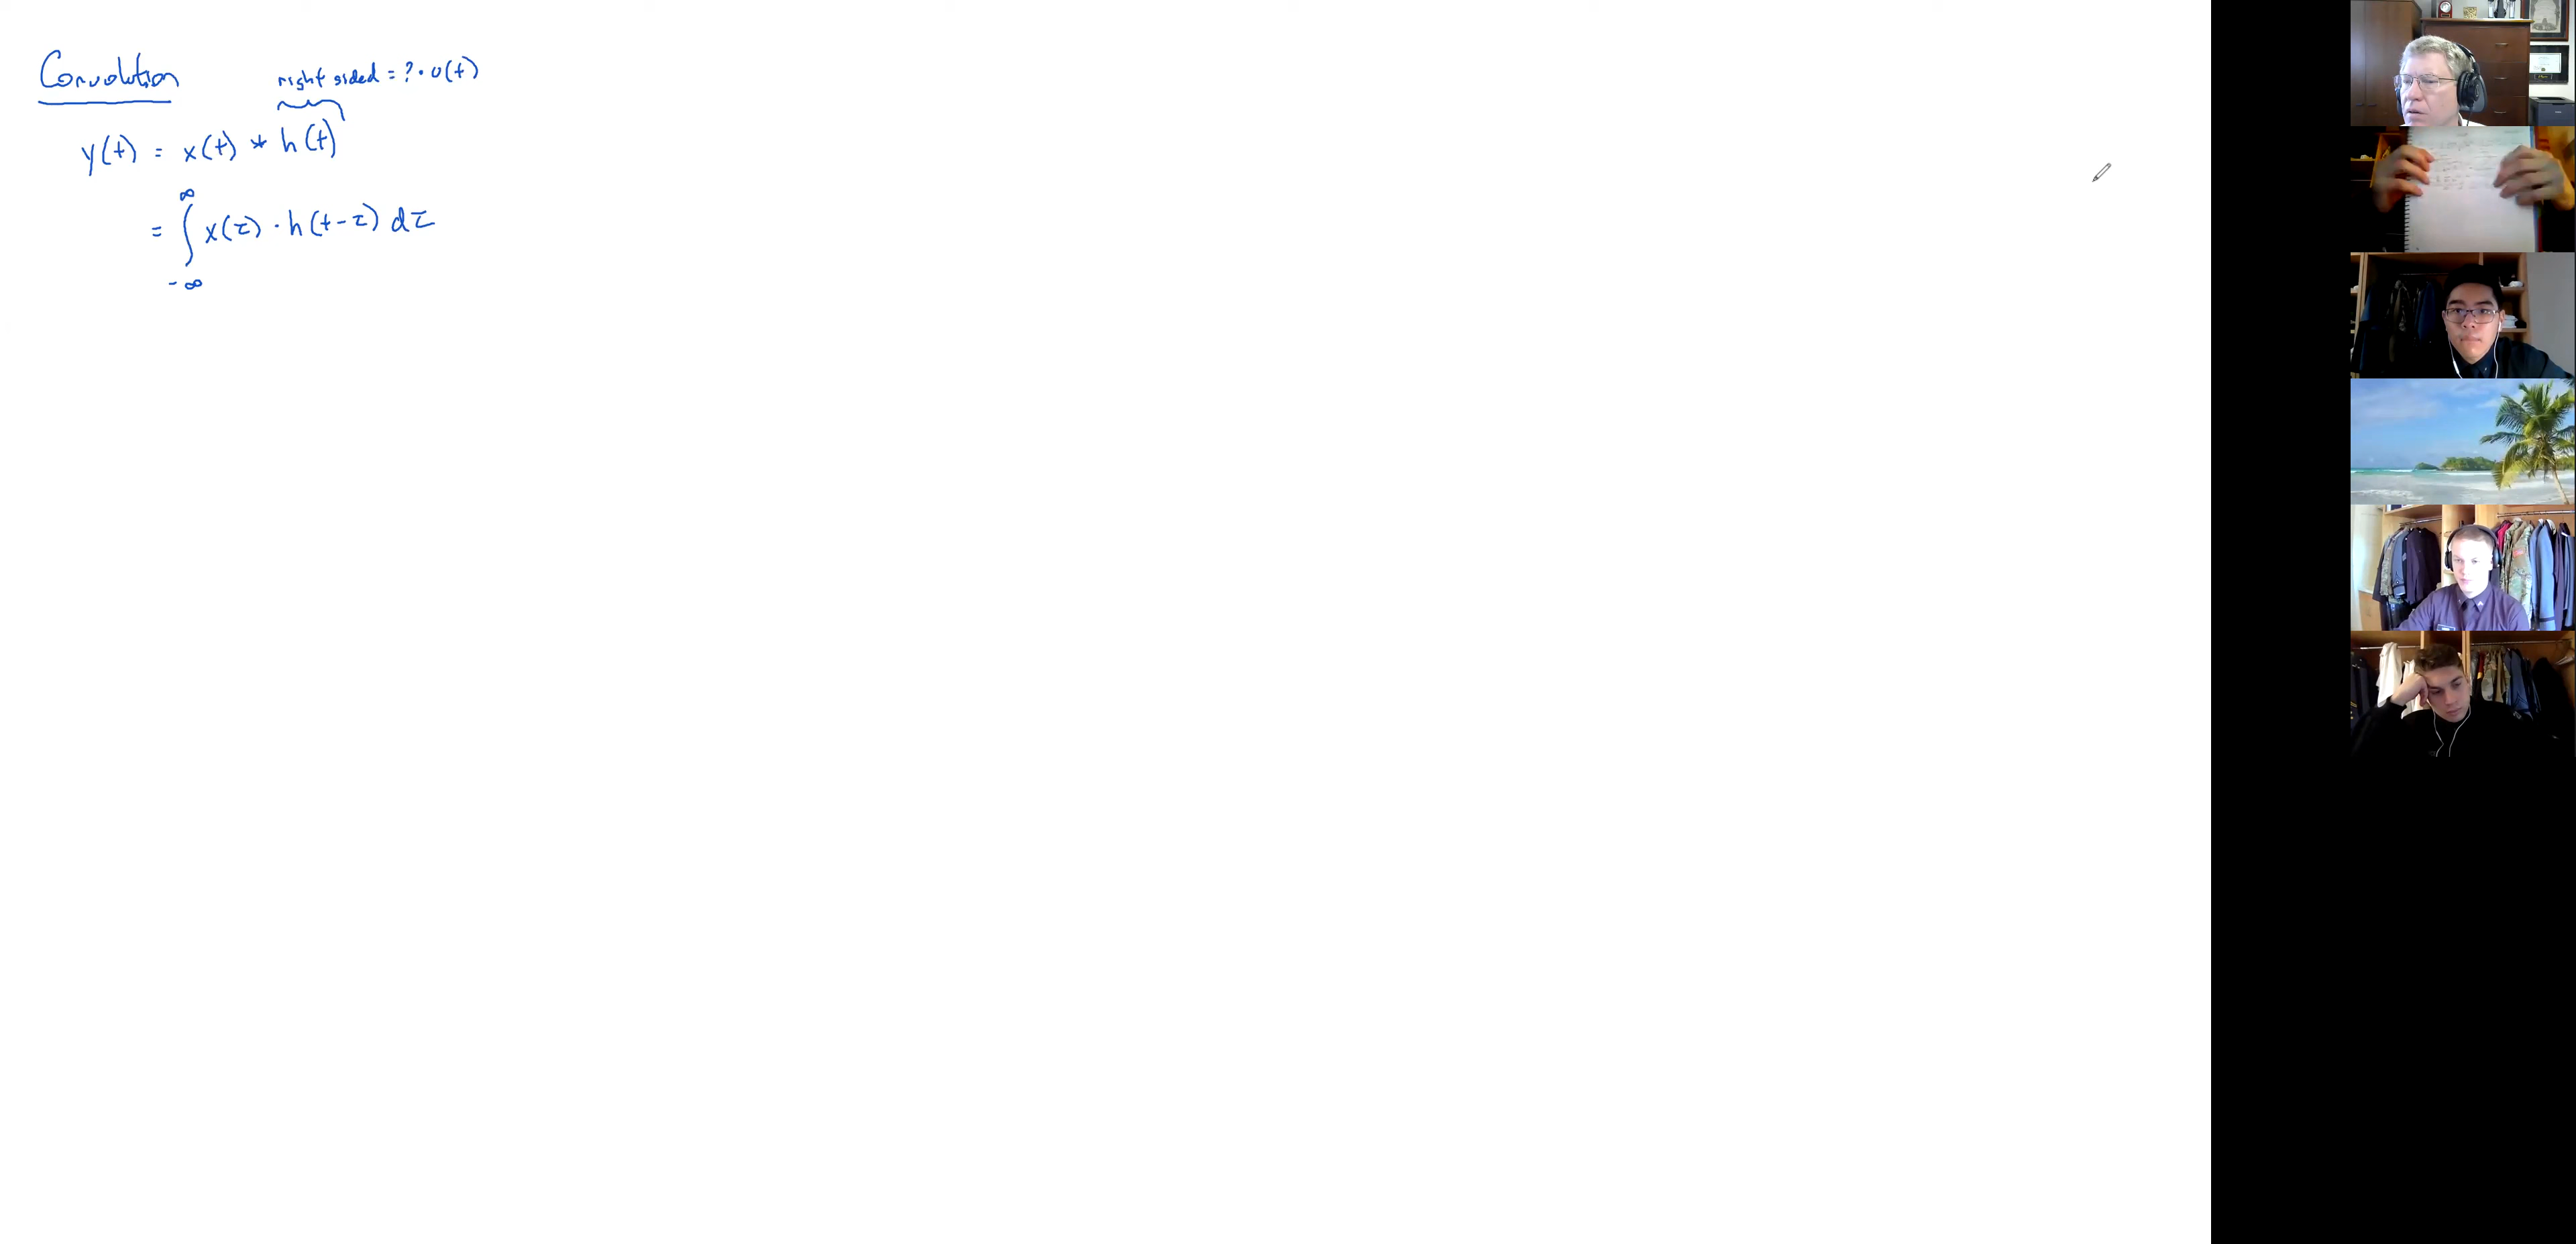 Convolution
right sided = ? · u(t)
y(t) = x(t) * h(t)
= ∫_{-∞}^{∞} x(τ) · h(t-τ) dτ